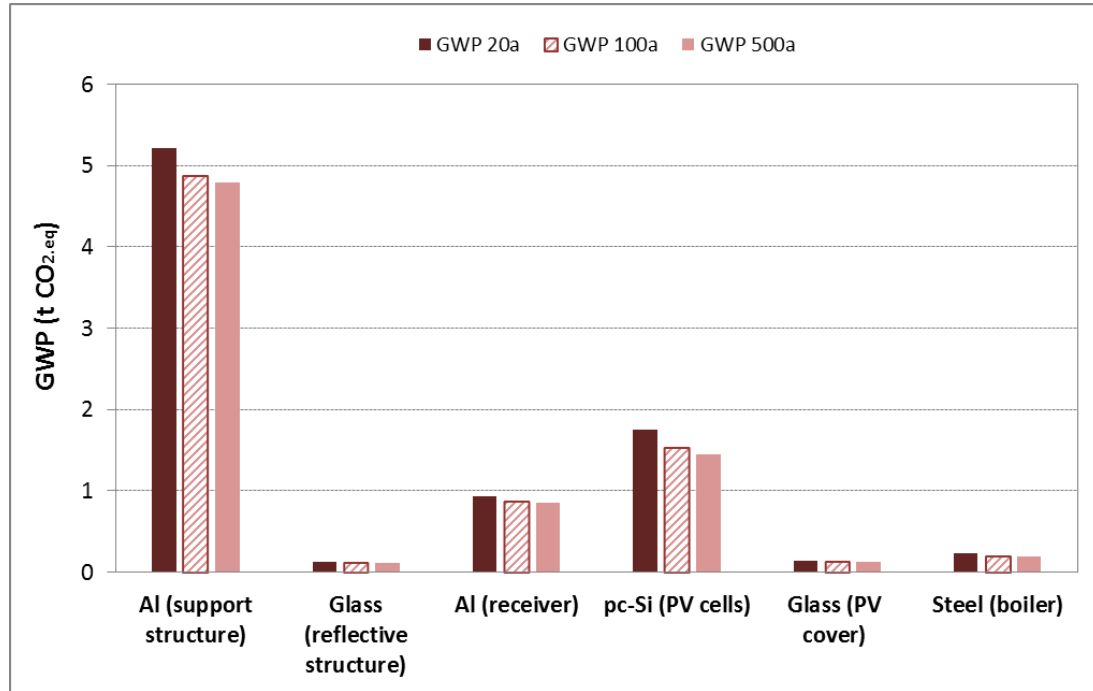 GWP 20a GWP 100a GWP 500a
6
5
4
3
2
1
0
GWP (t CO2.eq)
Al (support
structure)
Glass
(reflective
structure)
Al (receiver)
pc-Si (PV cells)
Glass (PV
cover)
Steel (boiler)